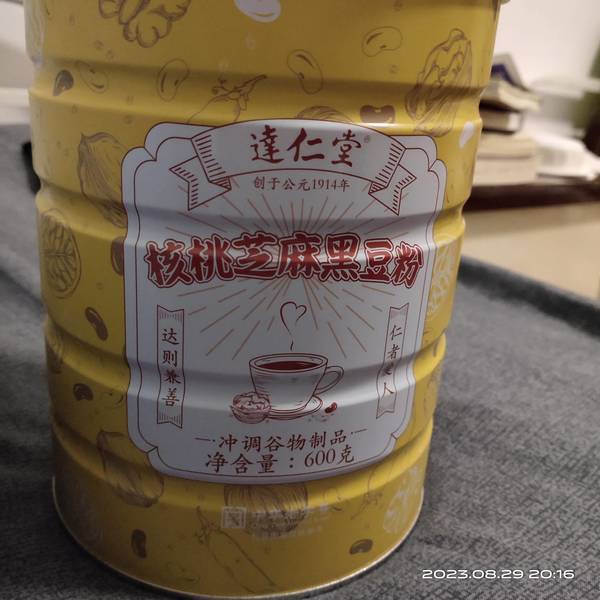 達仁堂
创于公元1914年
核桃芝麻黑豆粉
达则兼善
仁者爱人
冲调谷物制品
净含量：600克
2023.08.29 20:16